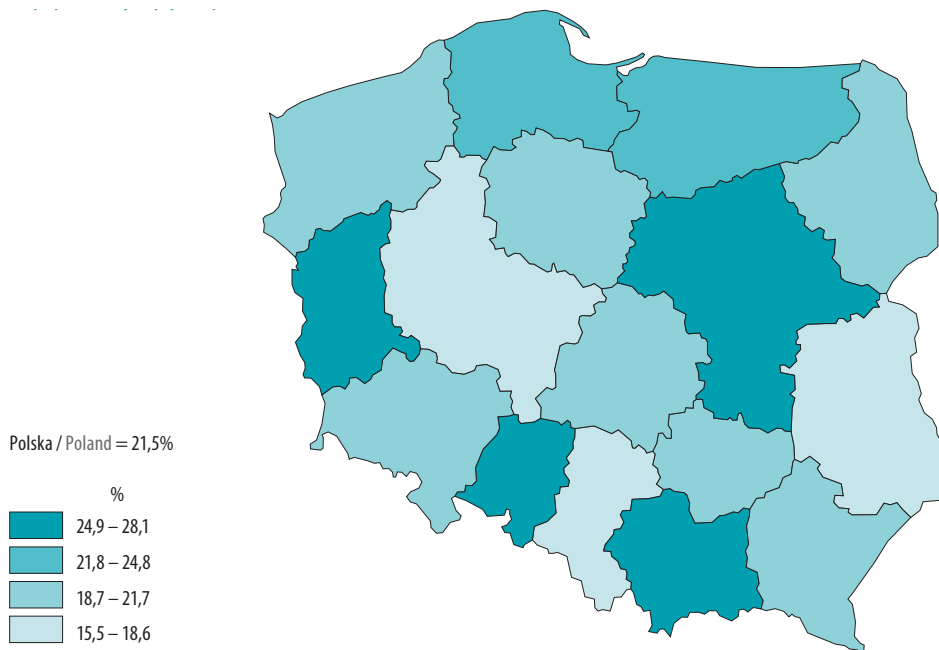 Polska / Poland = 21,5%
%
24,9 – 28,1
21,8 – 24,8
18,7 – 21,7
15,5 – 18,6